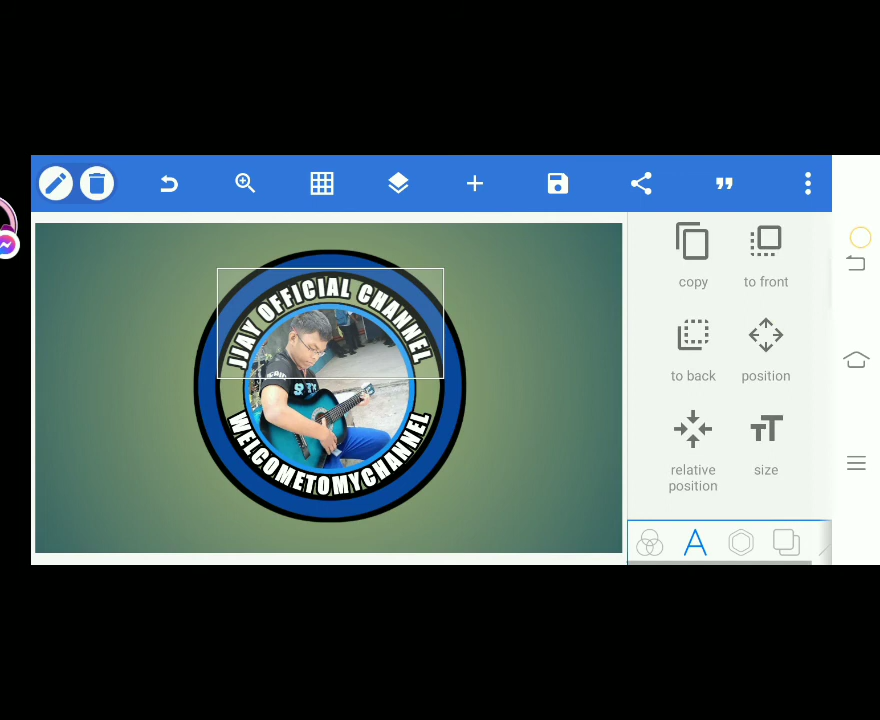 JJAY OFFICIAL CHANNEL
WELCOMETOMYCHANNEL
copy
to front
to back
position
relative
position
size